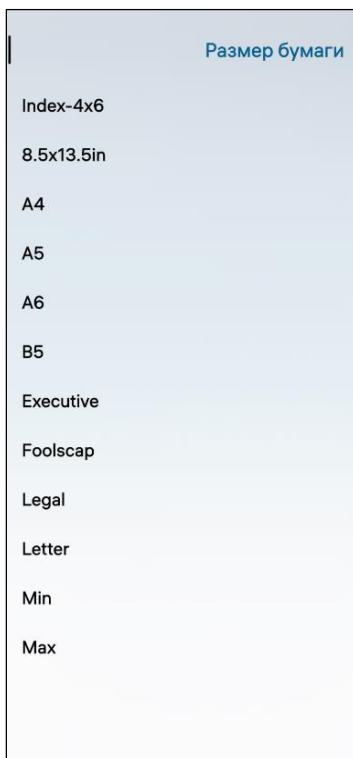 Размер бумаги
Index-4x6
8.5x13.5in
A4
A5
A6
B5
Executive
Foolscap
Legal
Letter
Min
Max